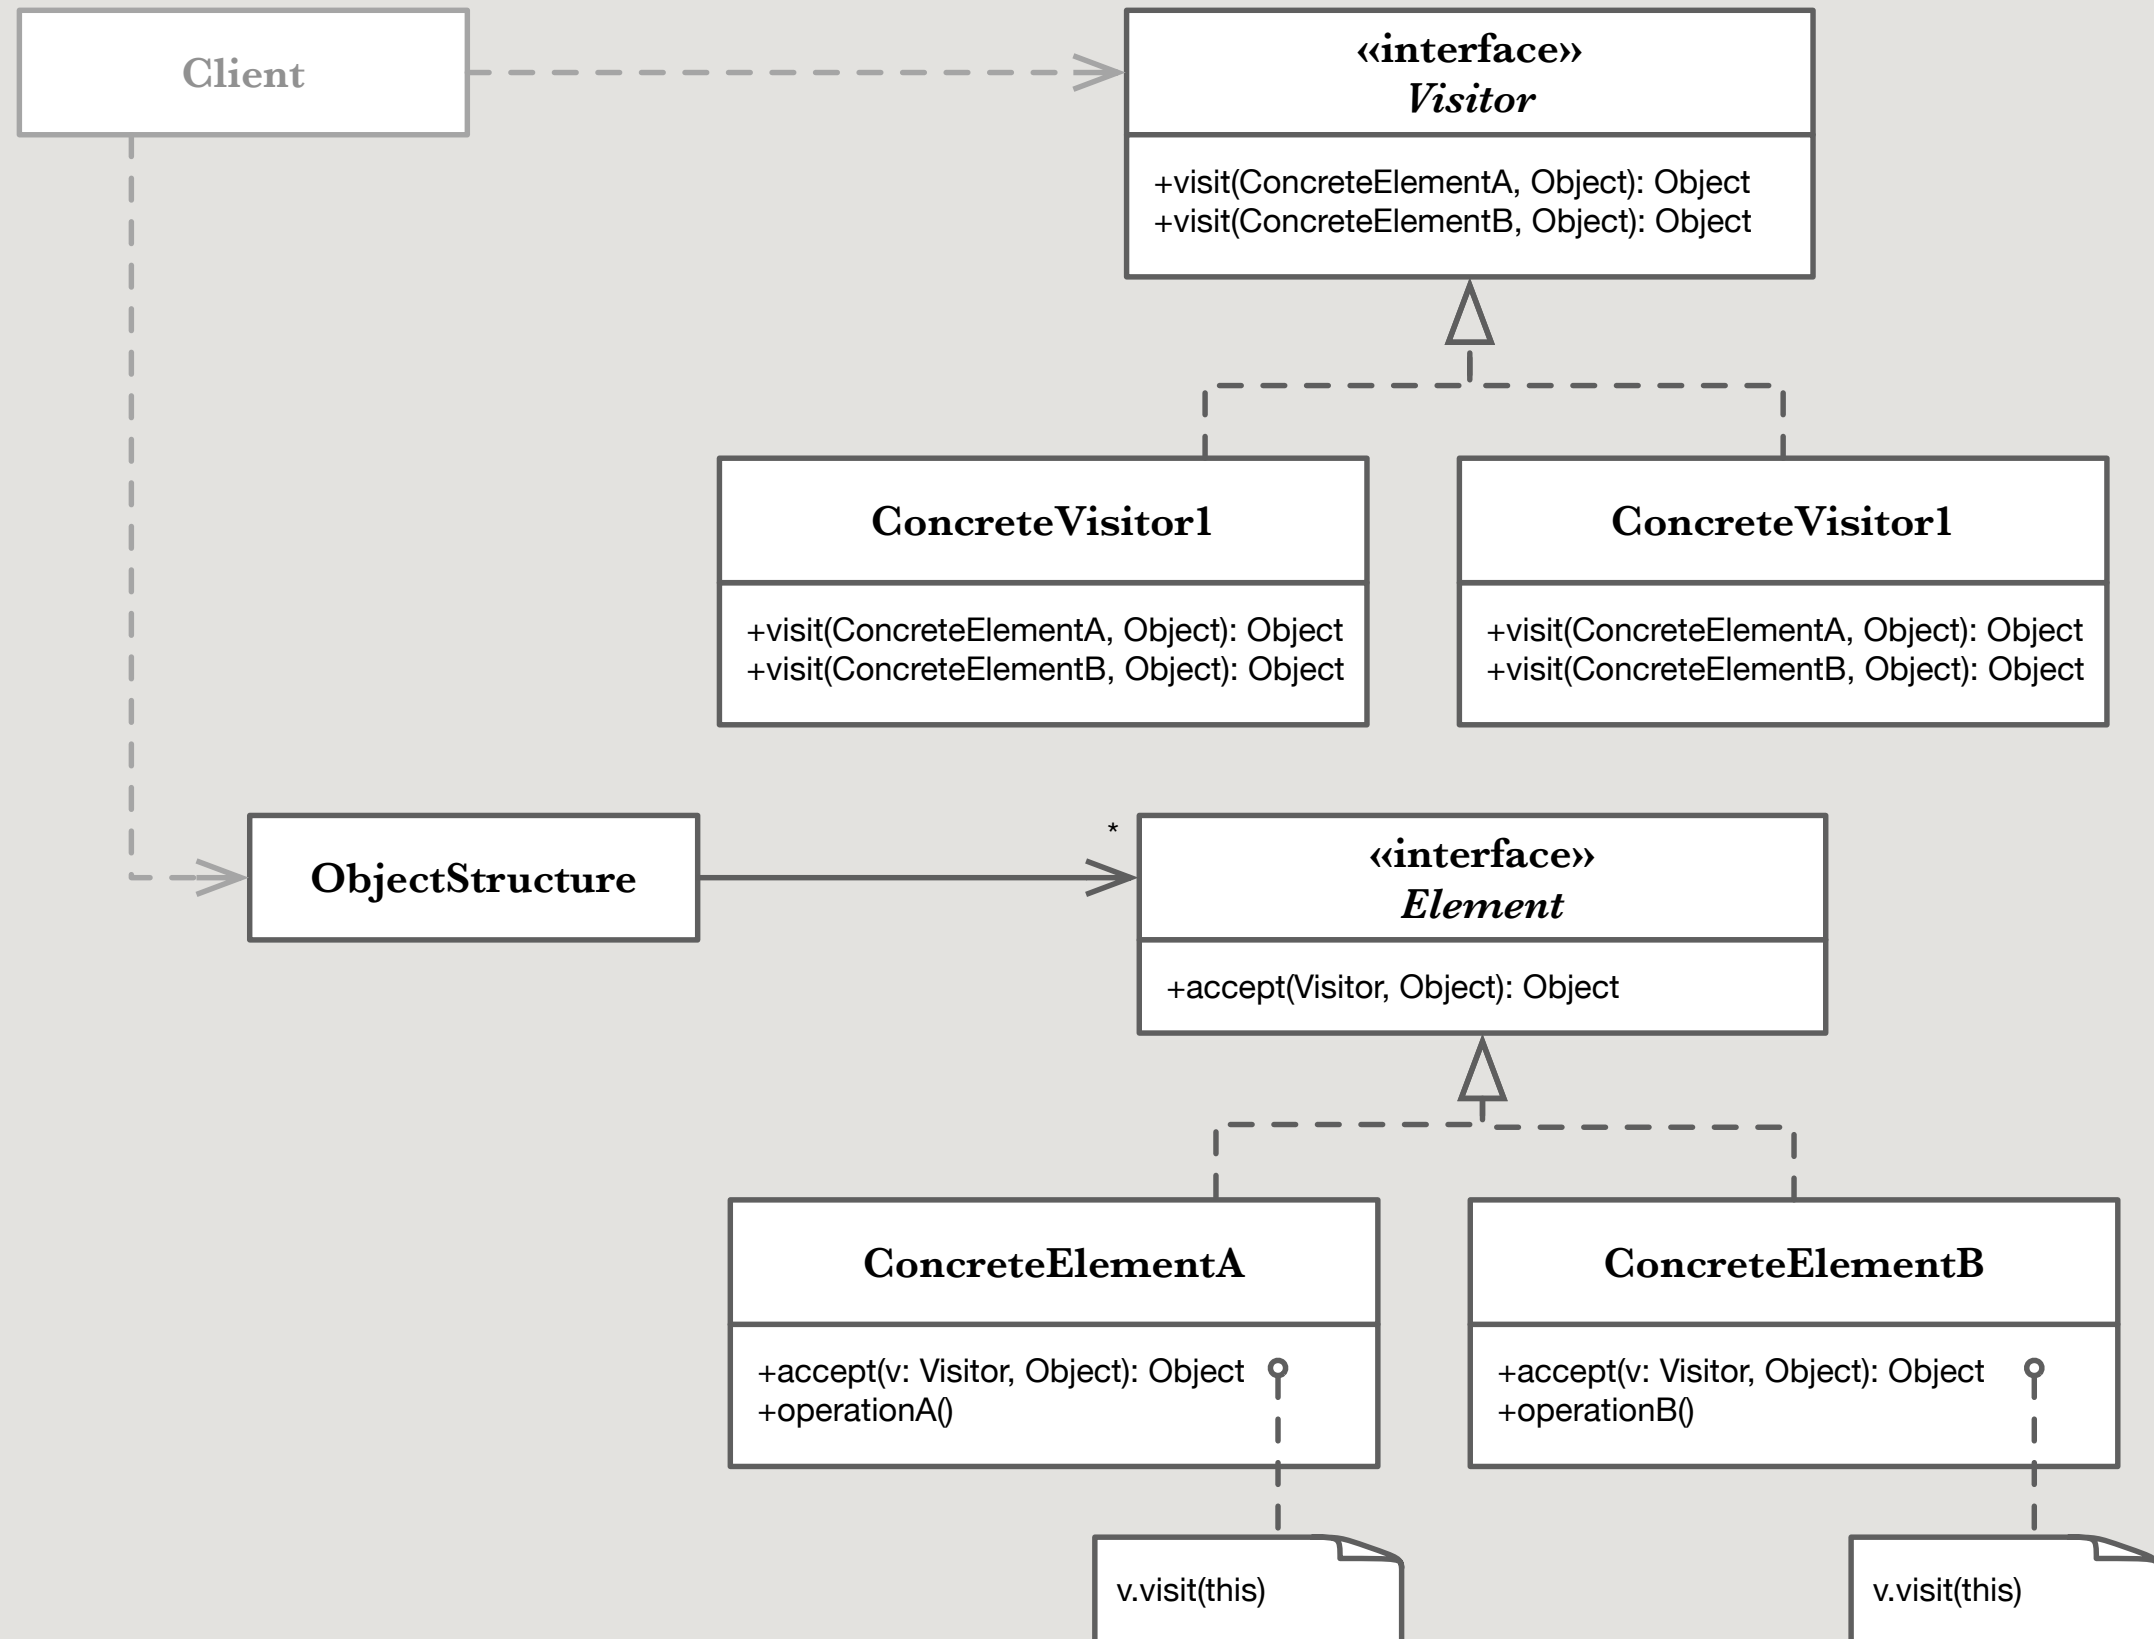 Client
«interface»
Visitor
+visit(ConcreteElementA, Object): Object
+visit(ConcreteElementB, Object): Object
ConcreteVisitor1
+visit(ConcreteElementA, Object): Object
+visit(ConcreteElementB, Object): Object
ConcreteVisitor1
+visit(ConcreteElementA, Object): Object
+visit(ConcreteElementB, Object): Object
ObjectStructure
*
«interface»
Element
+accept(Visitor, Object): Object
ConcreteElementA
+accept(v: Visitor, Object): Object
+operationA()
v.visit(this)
ConcreteElementB
+accept(v: Visitor, Object): Object
+operationB()
v.visit(this)